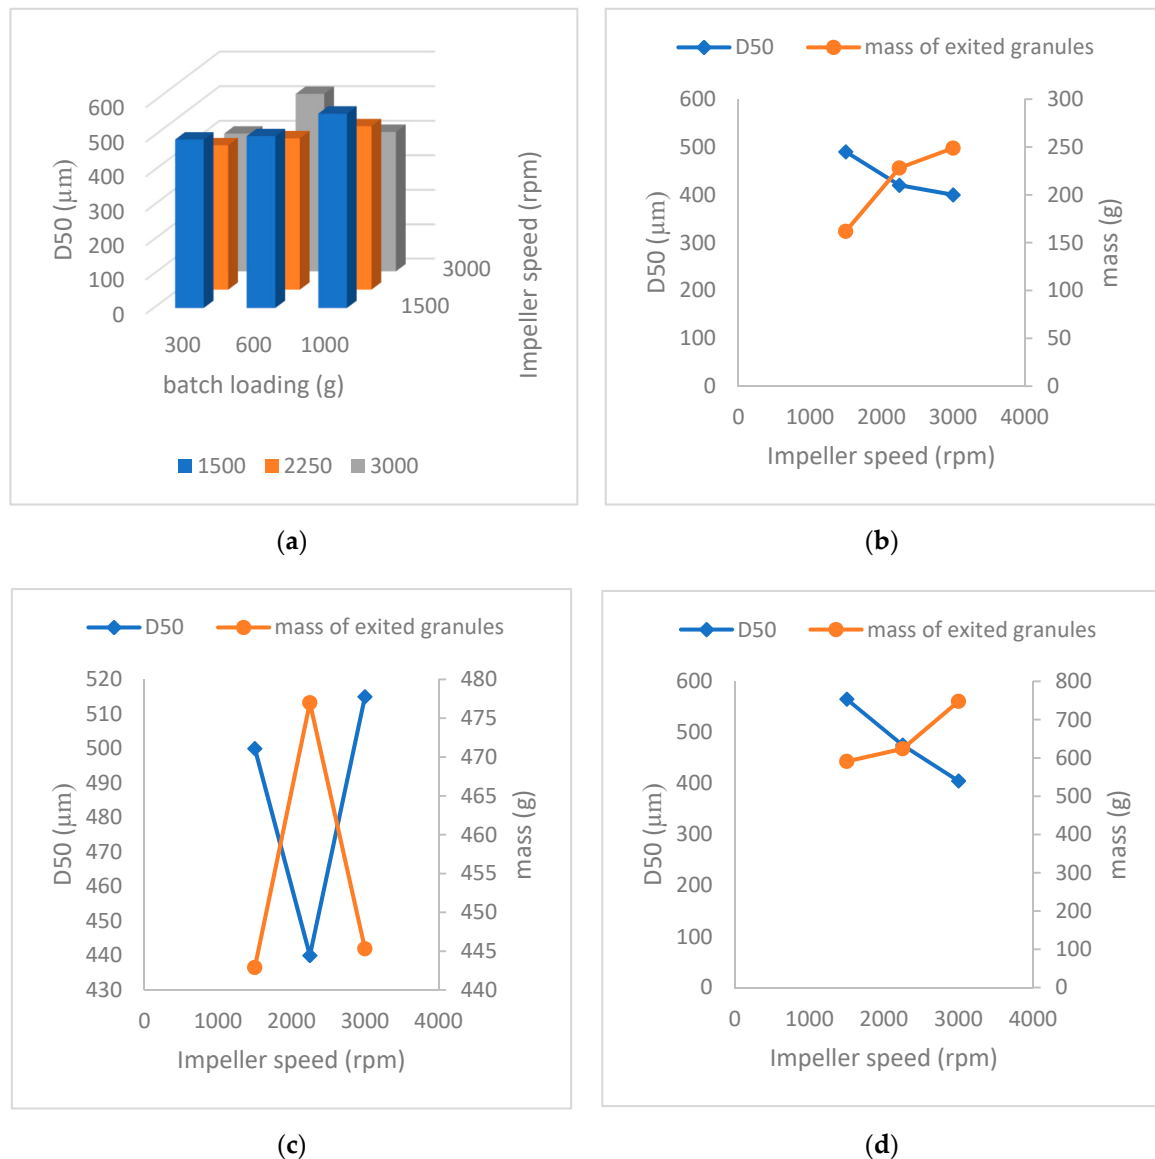 600
500
400
300
200
100
0
D50 (µm)
300 600 1000
batch loading (g)
1500
3000
Impeller speed (rpm)
1500 2250 3000
(a)
D50 mass of exited granules
600
500
400
300
200
100
0
D50 (µm)
300
250
200
150
100
50
0
mass (g)
0 1000 2000 3000 4000
Impeller speed (rpm)
(b)
D50 mass of exited granules
520
510
500
490
480
470
460
450
440
430
D50 (µm)
480
475
470
465
460
455
450
445
440
mass (g)
0 1000 2000 3000 4000
Impeller speed (rpm)
(c)
D50 mass of exited granules
600
500
400
300
200
100
0
D50 (µm)
800
700
600
500
400
300
200
100
0
mass (g)
0 1000 2000 3000 4000
Impeller speed (rpm)
(d)